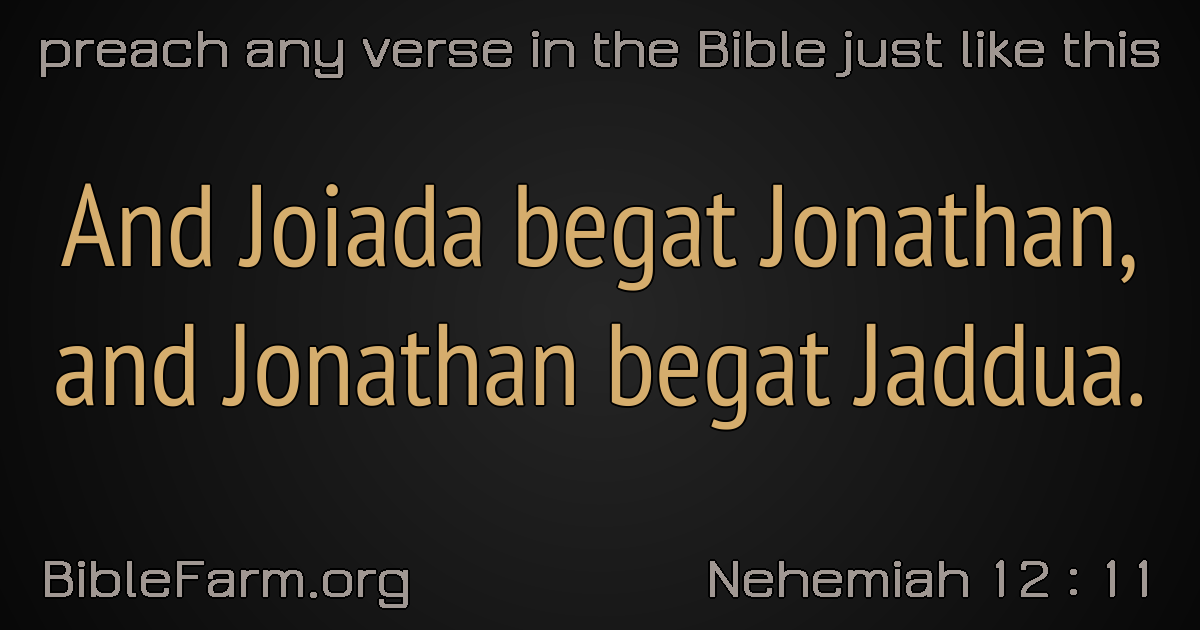 preach any verse in the Bible just like this
And Joiada begat Jonathan,
and Jonathan begat Jaddua.
BibleFarm.org
Nehemiah 12 : 11